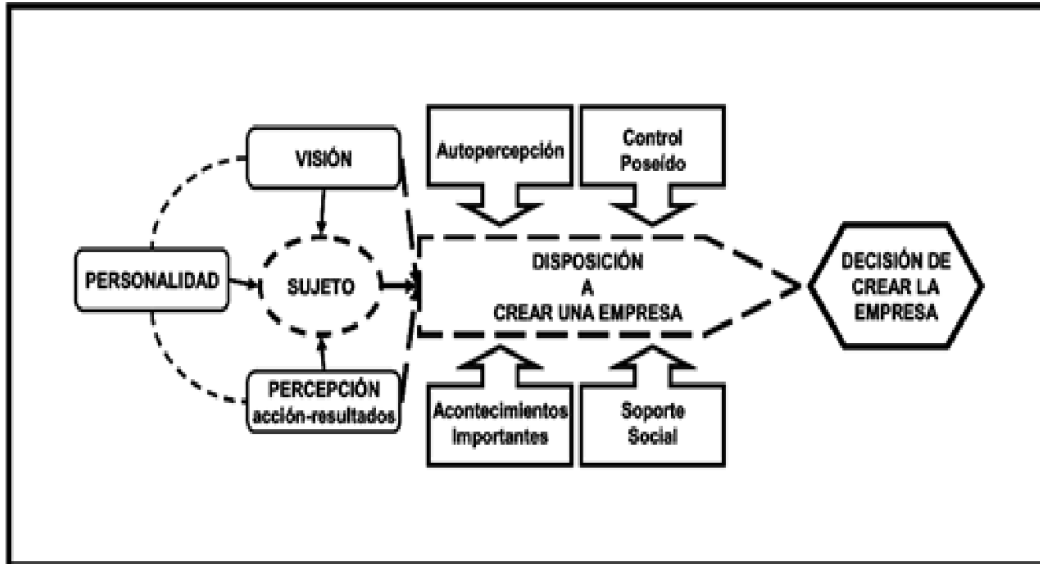 VISIÓN
Autopercepción
Control
Poseído
PERSONALIDAD
SUJETO
DISPOSICIÓN
A
CREAR UNA EMPRESA
DECISIÓN DE
CREAR LA
EMPRESA
PERCEPCIÓN
acción-resultados
Acontecimientos
Importantes
Soporte
Social